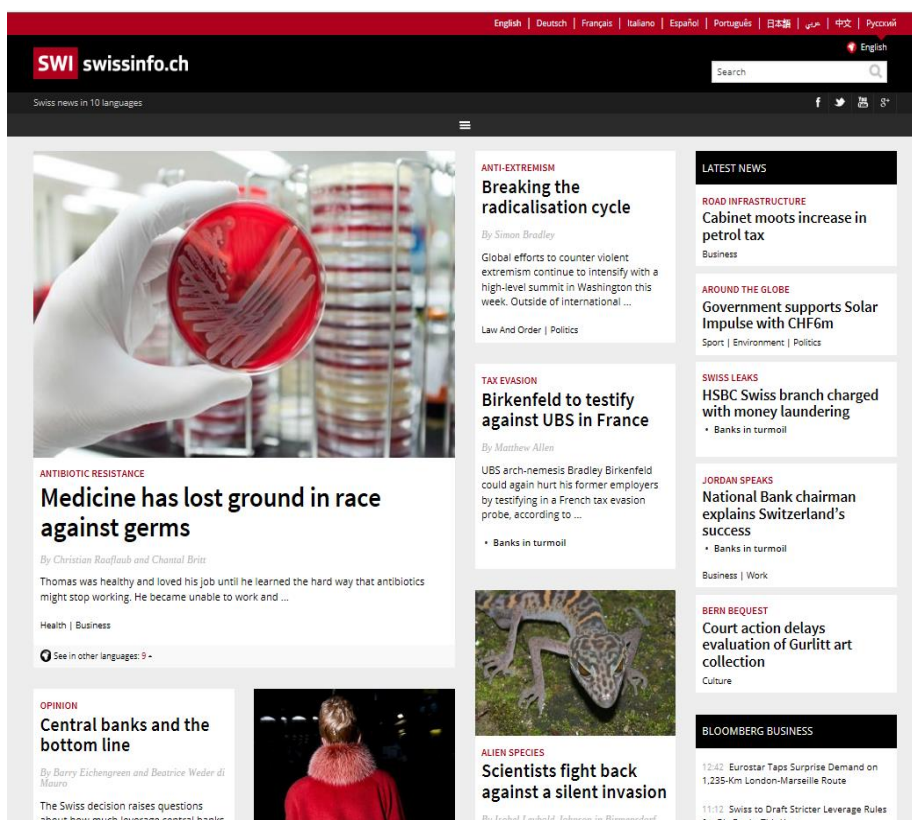 English | Deutsch | Français | Italiano | Español | Português | 日本語 | عربي | 中文 | Русский
English
SWI swissinfo.ch
Search
Swiss news in 10 languages
ANTIBIOTIC RESISTANCE
Medicine has lost ground in race
against germs
By Christian Raaflaub and Chantal Britt
Thomas was healthy and loved his job until he learned the hard way that antibiotics
might stop working. He became unable to work and ...
Health | Business
See in other languages: 9
OPINION
Central banks and the
bottom line
By Barry Eichengreen and Beatrice Weder di
Mauro
The Swiss decision raises questions
about how much leverage central banks
ANTI-EXTREMISM
Breaking the
radicalisation cycle
By Simon Bradley
Global efforts to counter violent
extremism continue to intensify with a
high-level summit in Washington this
week. Outside of international ...
Law And Order | Politics
TAX EVASION
Birkenfeld to testify
against UBS in France
By Matthew Allen
UBS arch-nemesis Bradley Birkenfeld
could again hurt his former employers
by testifying in a French tax evasion
probe, according to ...
• Banks in turmoil
ALIEN SPECIES
Scientists fight back
against a silent invasion
LATEST NEWS
ROAD INFRASTRUCTURE
Cabinet moots increase in
petrol tax
Business
AROUND THE GLOBE
Government supports Solar
Impulse with CHF6m
Sport | Environment | Politics
SWISS LEAKS
HSBC Swiss branch charged
with money laundering
• Banks in turmoil
JORDAN SPEAKS
National Bank chairman
explains Switzerland's
success
• Banks in turmoil
Business | Work
BERN BEQUEST
Court action delays
evaluation of Gurlitt art
collection
Culture
BLOOMBERG BUSINESS
12:42 Eurostar Taps Surprise Demand on
1,235-Km London-Marseille Route
11:12 Swiss to Draft Stricter Leverage Rules